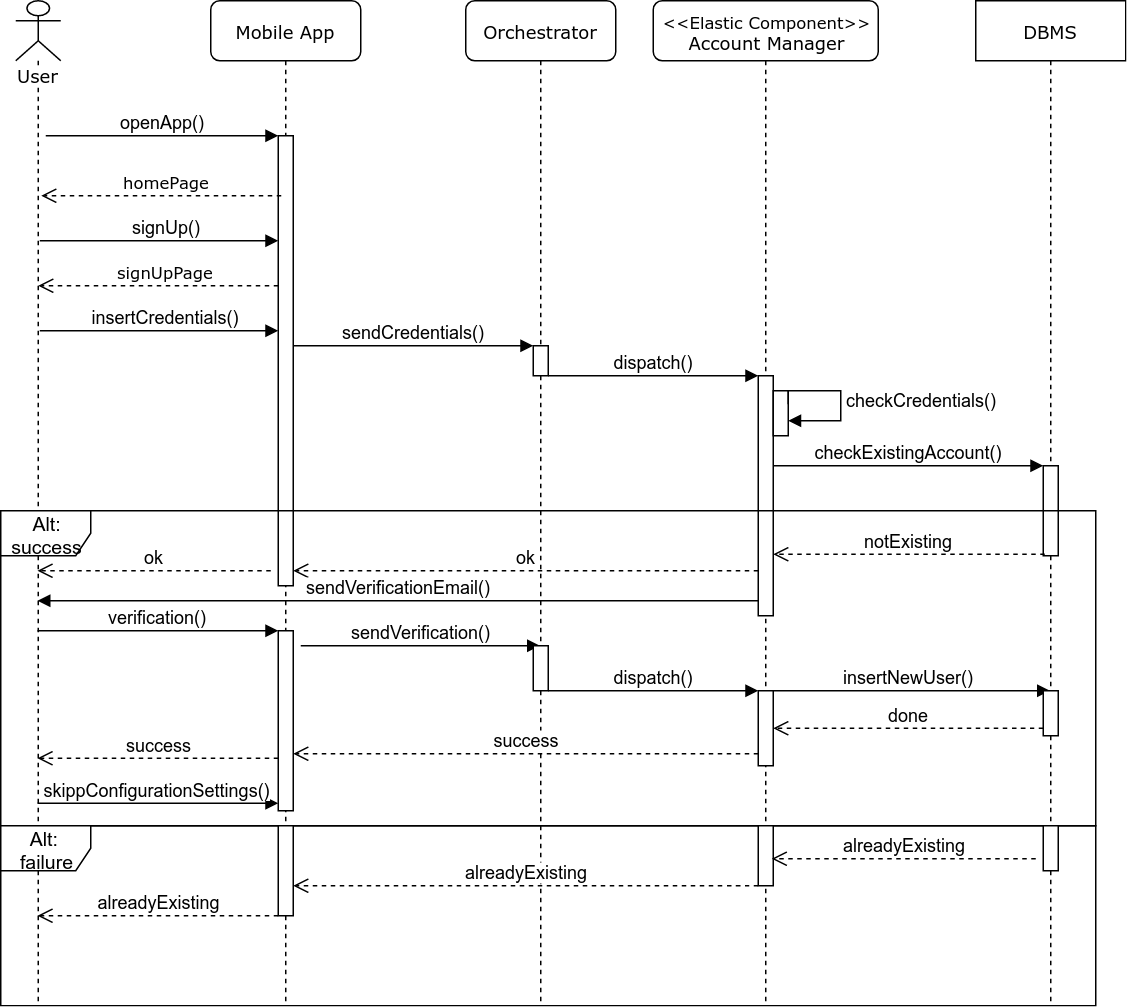 User
Mobile App
Orchestrator
<<Elastic Component>>
Account Manager
DBMS
openApp()
homePage
signUp()
signUpPage
insertCredentials()
sendCredentials()
dispatch()
checkCredentials()
checkExistingAccount()
Alt:
success
notExisting
ok
ok
sendVerificationEmail()
verification()
sendVerification()
dispatch()
insertNewUser()
done
success
success
skippConfigurationSettings()
Alt:
failure
alreadyExisting
alreadyExisting
alreadyExisting